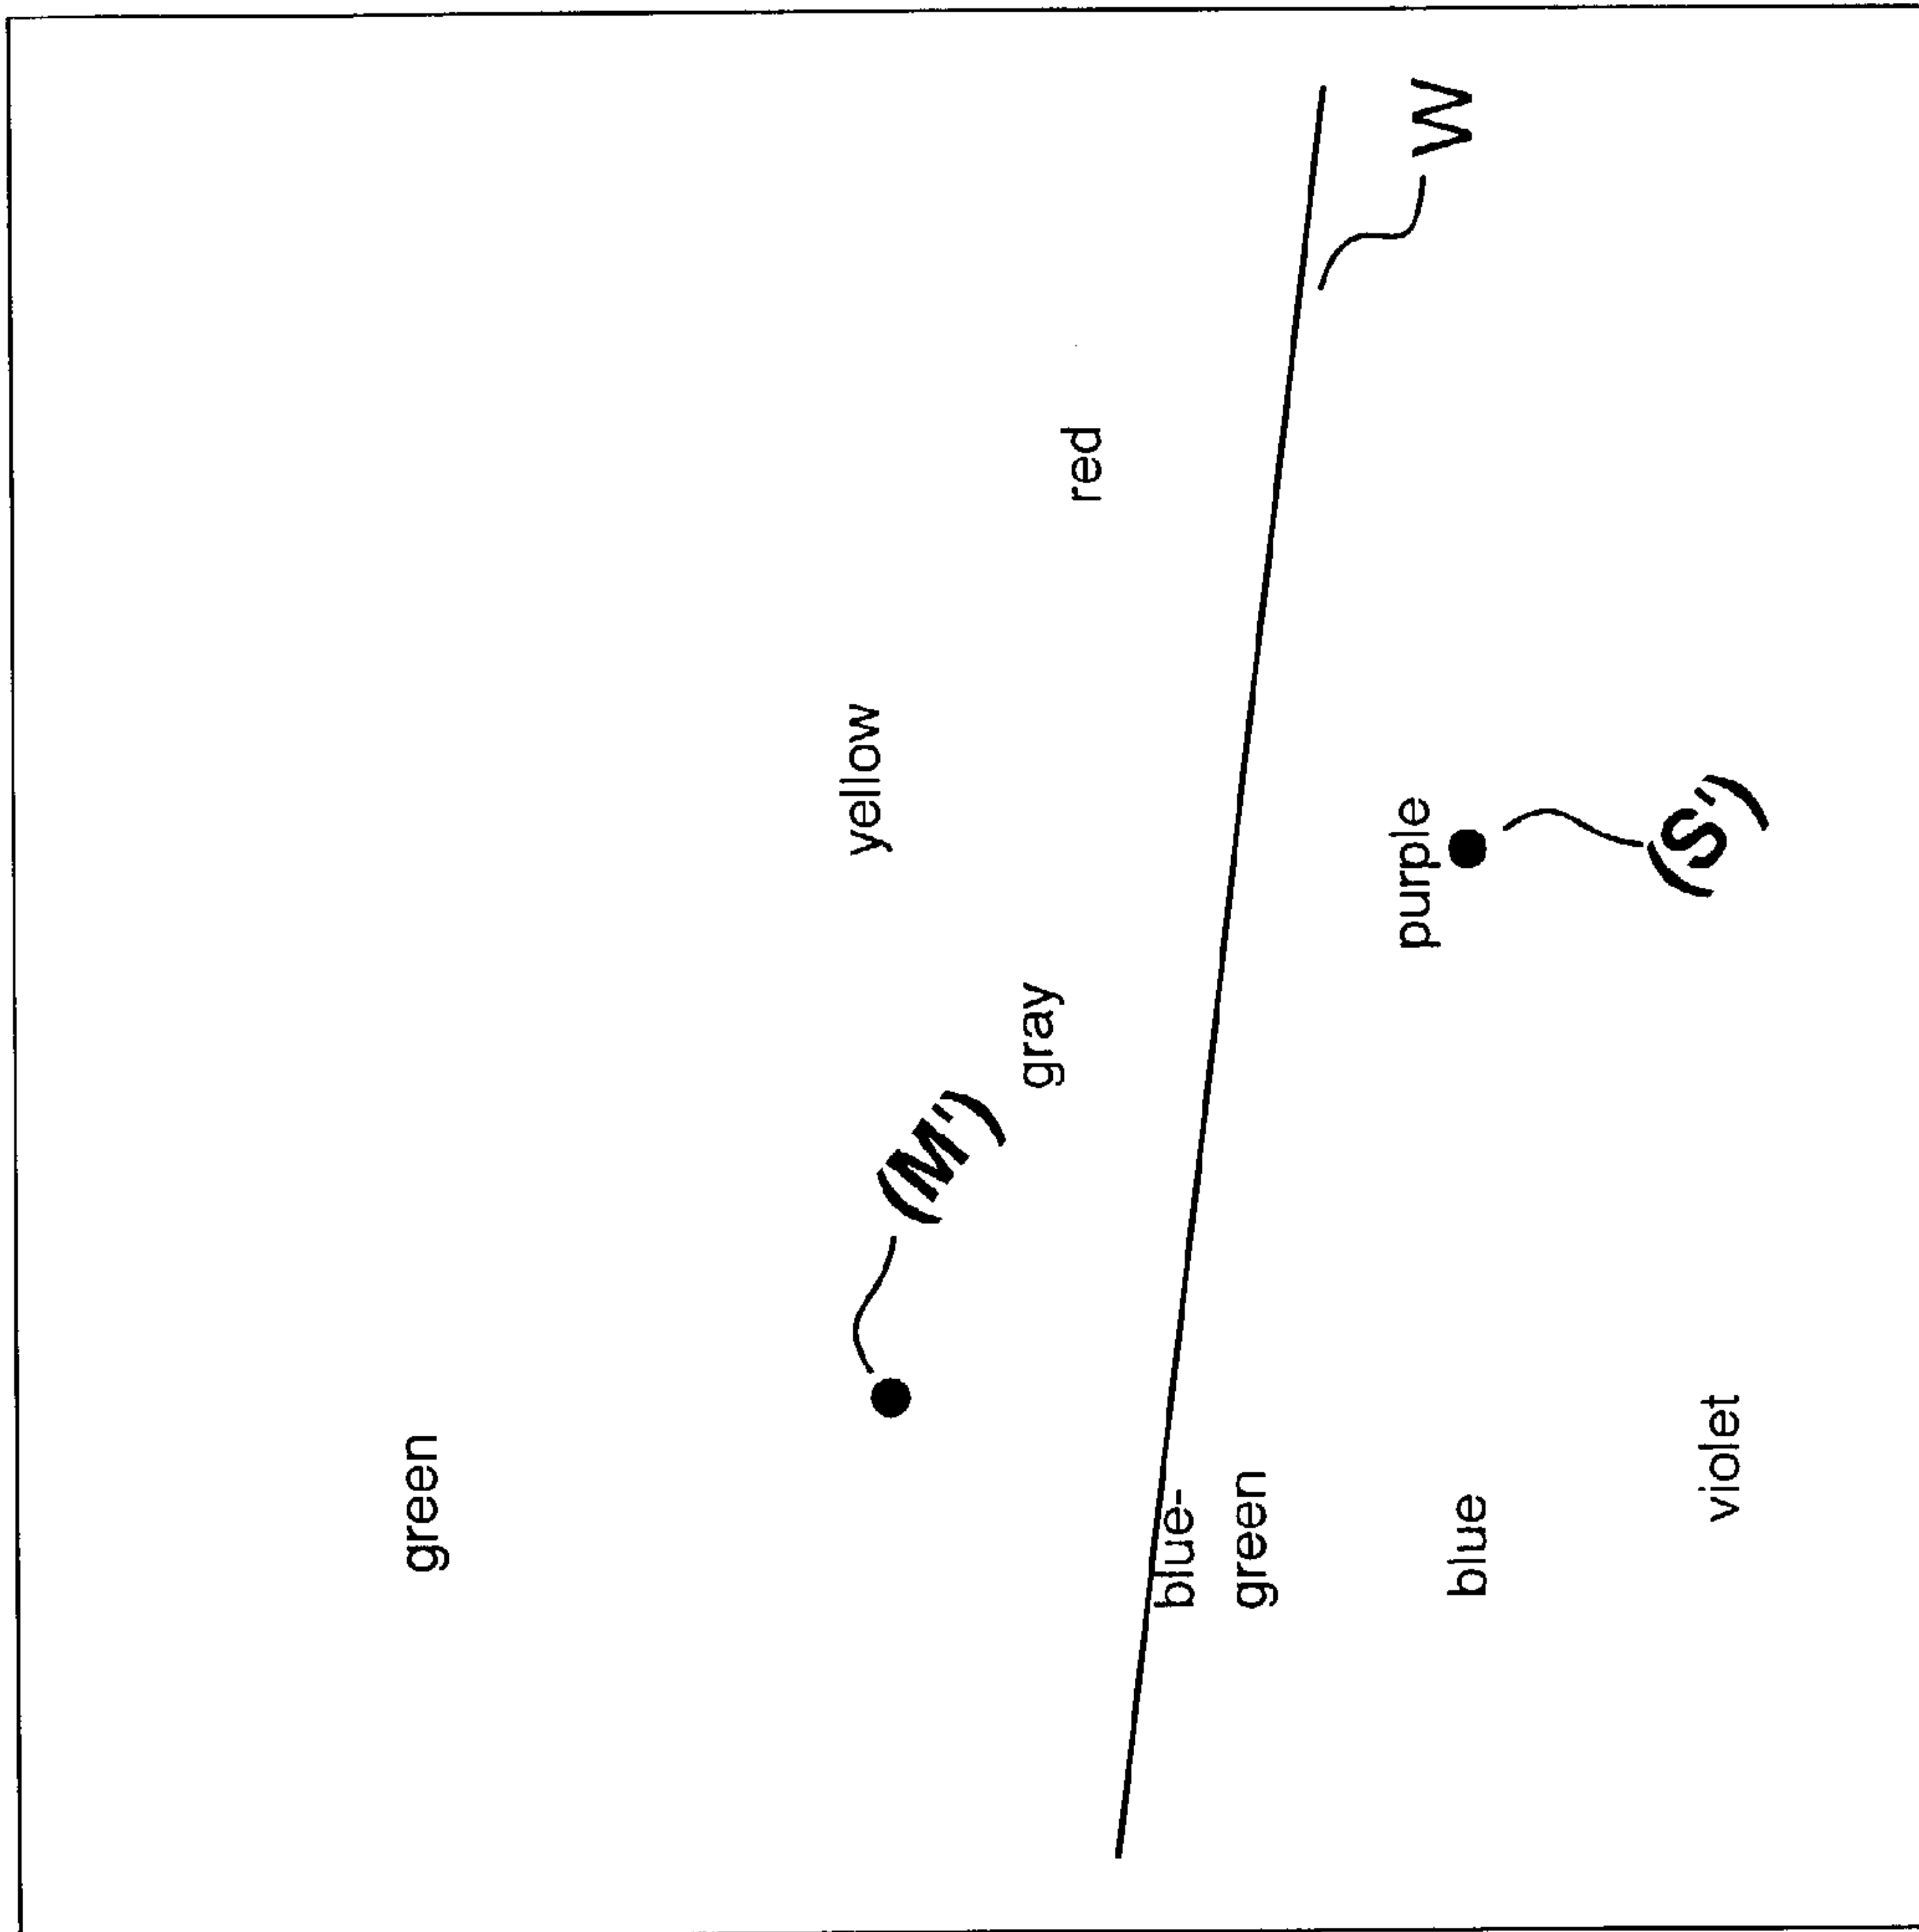 green
yellow
(M')
gray
red
blue-
green
purple
W
blue
(S')
violet